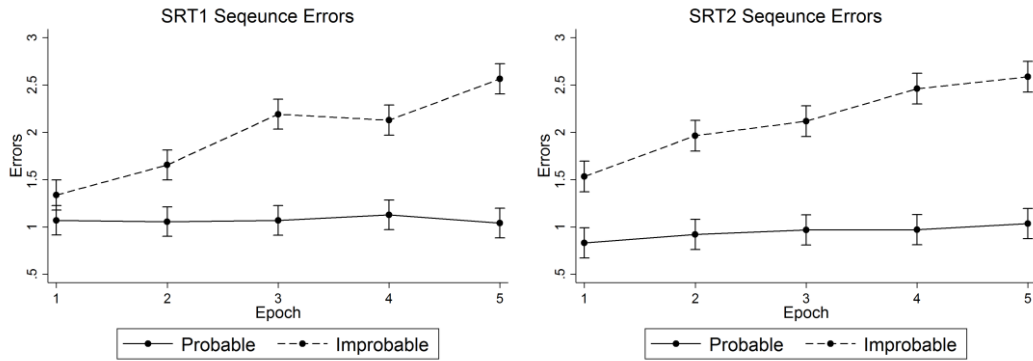 SRT1 Seqeunce Errors
3
2.5
2
1.5
1
.5
Errors
1 2 3 4 5
Epoch
Probable Improbable
SRT2 Seqeunce Errors
3
2.5
2
1.5
1
.5
Errors
1 2 3 4 5
Epoch
Probable Improbable